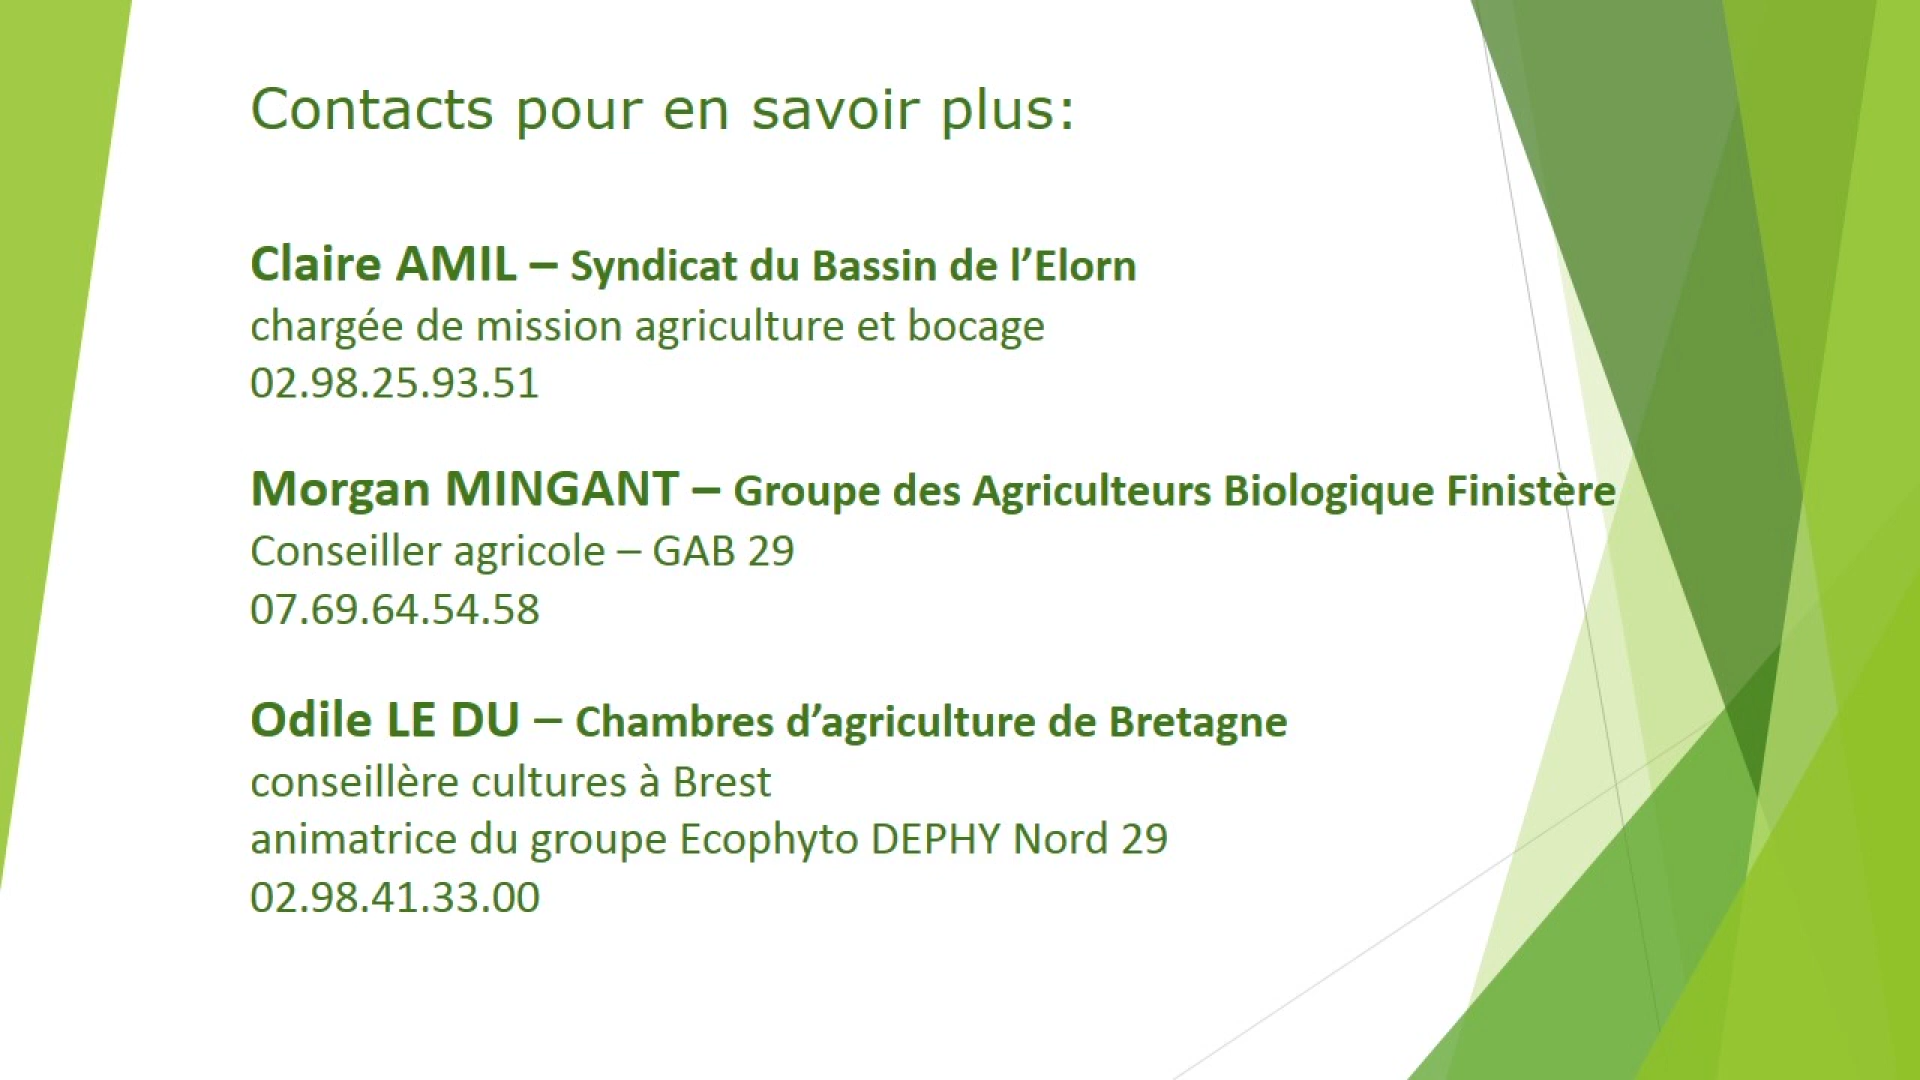 Contacts pour en savoir plus:
Claire AMIL – Syndicat du Bassin de l’Elorn
chargée de mission agriculture et bocage
02.98.25.93.51
Morgan MINGANT – Groupe des Agriculteurs Biologique Finistère
Conseiller agricole – GAB 29
07.69.64.54.58
Odile LE DU – Chambres d’agriculture de Bretagne
conseillère cultures à Brest
animatrice du groupe Ecophyto DEPHY Nord 29
02.98.41.33.00